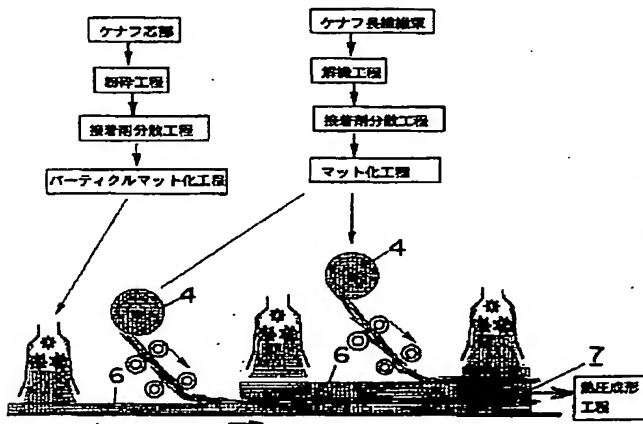 ケナフ芯部
粉砕工程
接着剤分散工程
パーティクルマット化工程
ケナフ長繊維束
解繊工程
接着剤分散工程
マット化工程
4
4
6
6
7
熱圧成形
工程